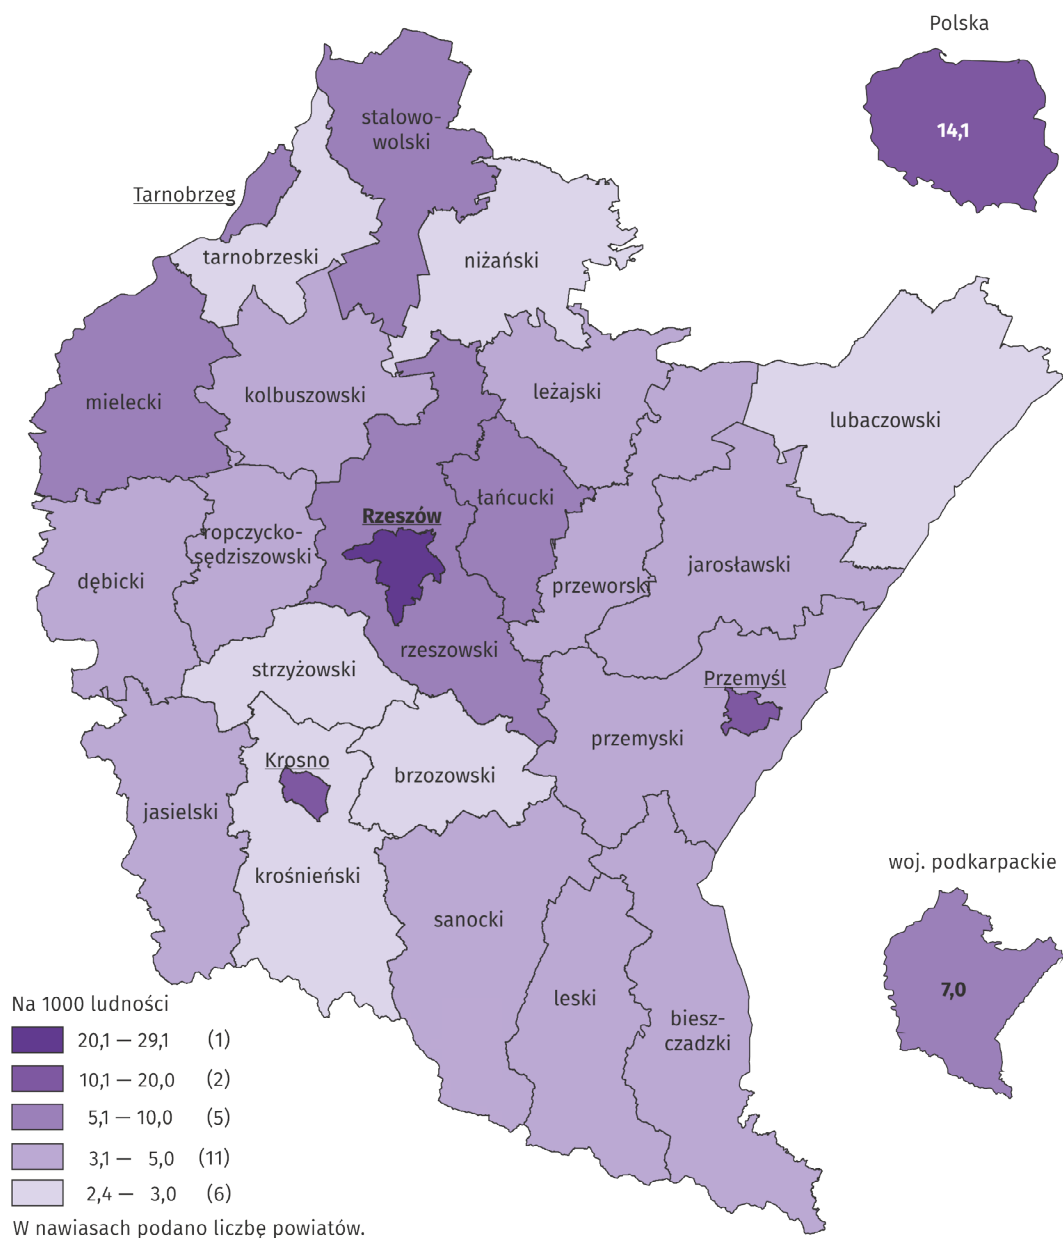 Polska
14,1
stalowo-
wolski
Tarnobrzeg
tarnobrzeski
niżański
mielecki
kolbuszowski
leżajski
lubaczowski
łańcucki
Rzeszów
ropczycko-
sędziszowski
dębicki
przeworski
jarosławski
rzeszowski
strzyżowski
Przemyśl
przemyski
Krosno
brzozowski
jasielski
krośnieński
sanocki
leski
biesz-
czadzki
woj. podkarpackie
7,0
Na 1000 ludności
20,1 — 29,1 (1)
10,1 — 20,0 (2)
5,1 — 10,0 (5)
3,1 — 5,0 (11)
2,4 — 3,0 (6)
W nawiasach podano liczbę powiatów.